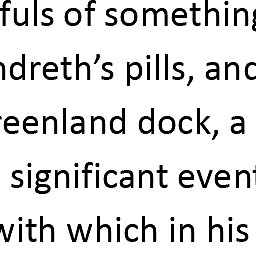 fuls of something
ndreth’s pills, and
reenland dock, a
significant event
with which in his